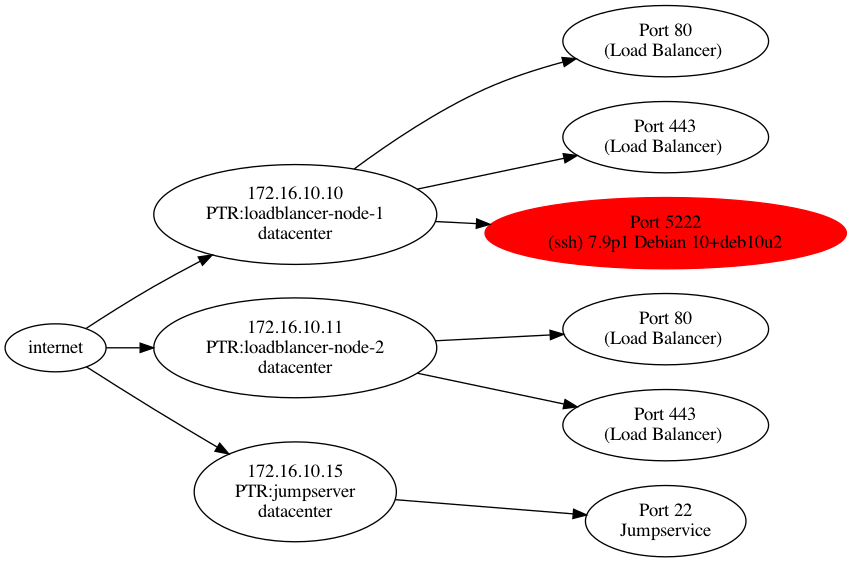 Port 80
(Load Balancer)
Port 443
(Load Balancer)
172.16.10.10
PTR:loadblancer-node-1
datacenter
Port 5222
(ssh) 7.9p1 Debian 10+deb10u2
internet
172.16.10.11
PTR:loadblancer-node-2
datacenter
Port 80
(Load Balancer)
Port 443
(Load Balancer)
172.16.10.15
PTR:jumpserver
datacenter
Port 22
Jumpservice